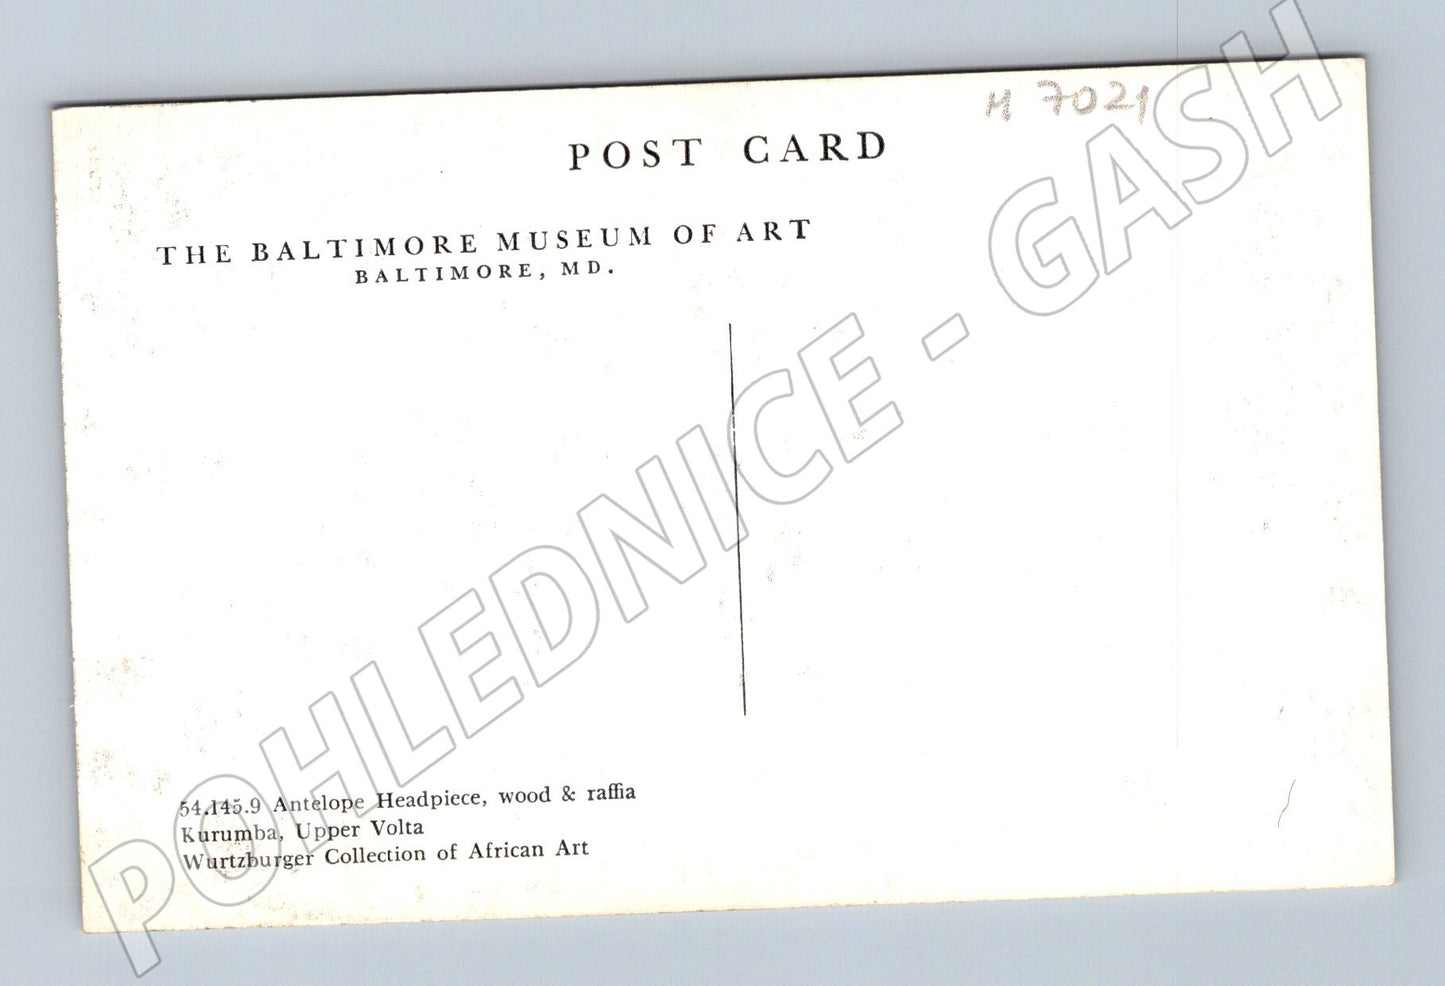 M 7021
POST CARD
THE BALTIMORE MUSEUM OF ART
BALTIMORE, MD.
54.145.9 Antelope Headpiece, wood & raffia
Kurumba, Upper Volta
Wurtzburger Collection of African Art
POHLEDNICE - GASH